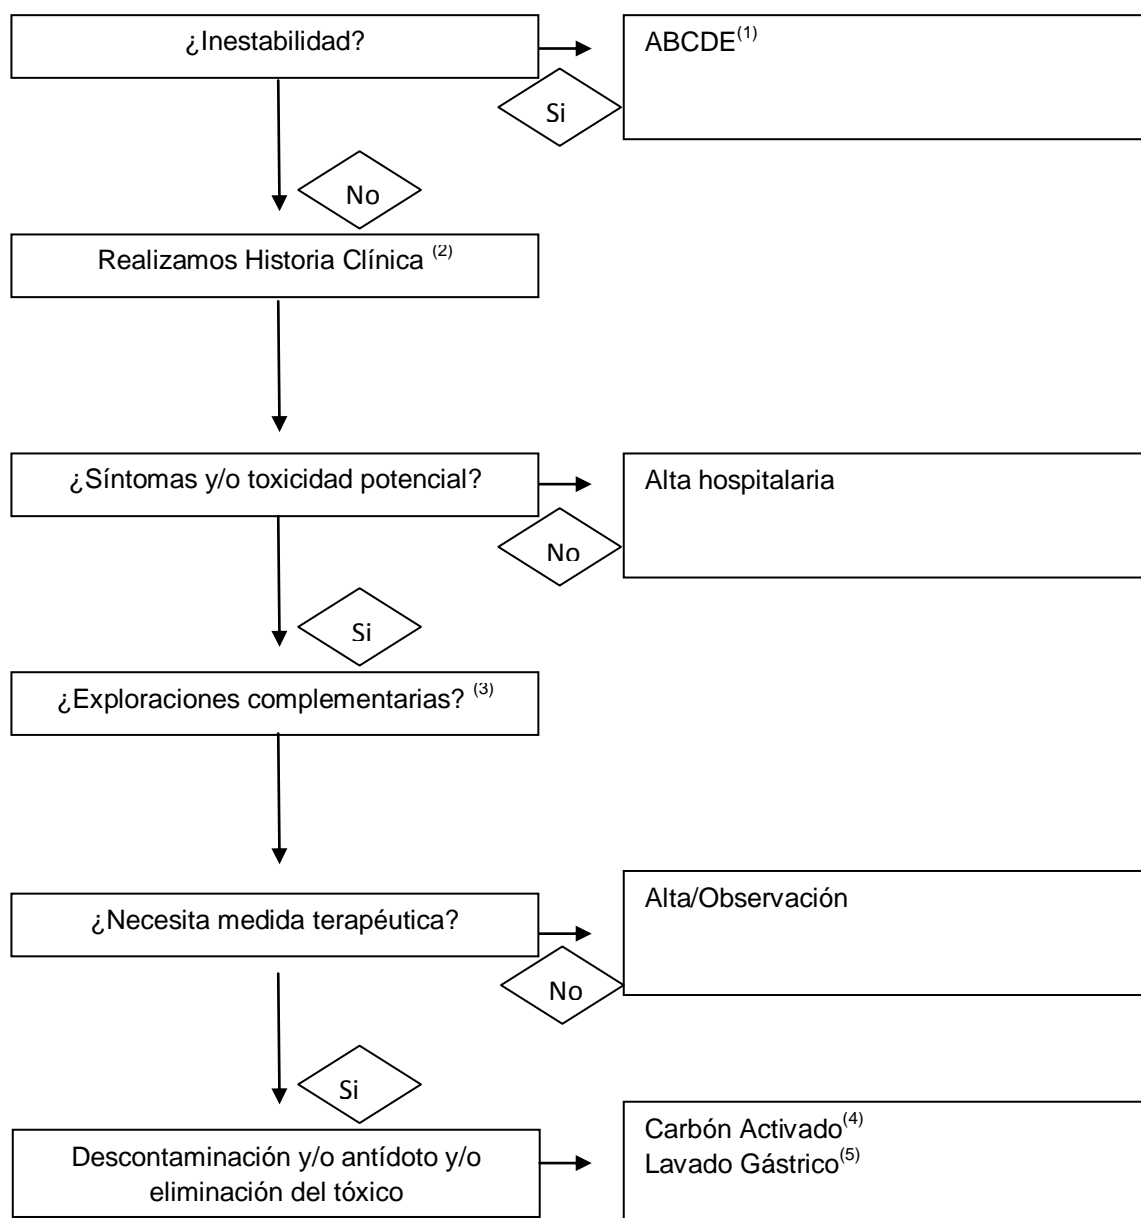 ¿Inestabilidad?
ABCDE(1)
Si
No
Realizamos Historia Clínica (2)
¿Síntomas y/o toxicidad potencial?
Alta hospitalaria
No
Si
¿Exploraciones complementarias? (3)
¿Necesita medida terapéutica?
Alta/Observación
No
Si
Descontaminación y/o antídoto y/o
eliminación del tóxico
Carbón Activado(4)
Lavado Gástrico(5)